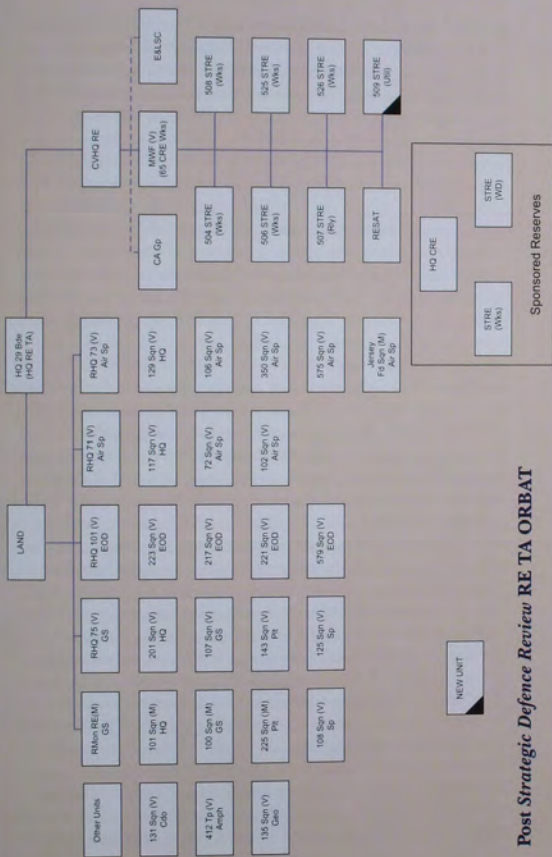 HQ 29 Bde
(HQ RE TA)
LAND
CVHQ RE
Other Units
RMon RE(M)
GS
RHQ 75 (V)
GS
RHQ 101 (V)
EOD
RHQ 71 (V)
Air Sp
RHQ 73 (V)
Air Sp
CA Gp
MWF (V)
(65 CRE Wks)
E&LSC
131 Sqn (V)
Cdo
101 Sqn (M)
HQ
201 Sqn (V)
HQ
223 Sqn (V)
EOD
117 Sqn (V)
HQ
129 Sqn (V)
HQ
504 STRE
(Wks)
508 STRE
(Wks)
412 Tp (V)
Amph
100 Sqn (M)
GS
107 Sqn (V)
GS
217 Sqn (V)
EOD
72 Sqn (V)
Air Sp
106 Sqn (V)
Air Sp
506 STRE
(Wks)
525 STRE
(Wks)
135 Sqn (V)
Geo
225 Sqn (M)
Plt
143 Sqn (V)
Plt
221 Sqn (V)
EOD
102 Sqn (V)
Air Sp
350 Sqn (V)
Air Sp
507 STRE
(Rly)
526 STRE
(Wks)
108 Sqn (V)
Sp
125 Sqn (V)
Sp
579 Sqn (V)
EOD
575 Sqn (V)
Air Sp
RESAT
509 STRE
(Util)
Jersey
Fd Sqn (M)
Air Sp
HQ CRE
STRE
(Wks)
STRE
(WD)
Sponsored Reserves
NEW UNIT
Post Strategic Defence Review RE TA ORBAT